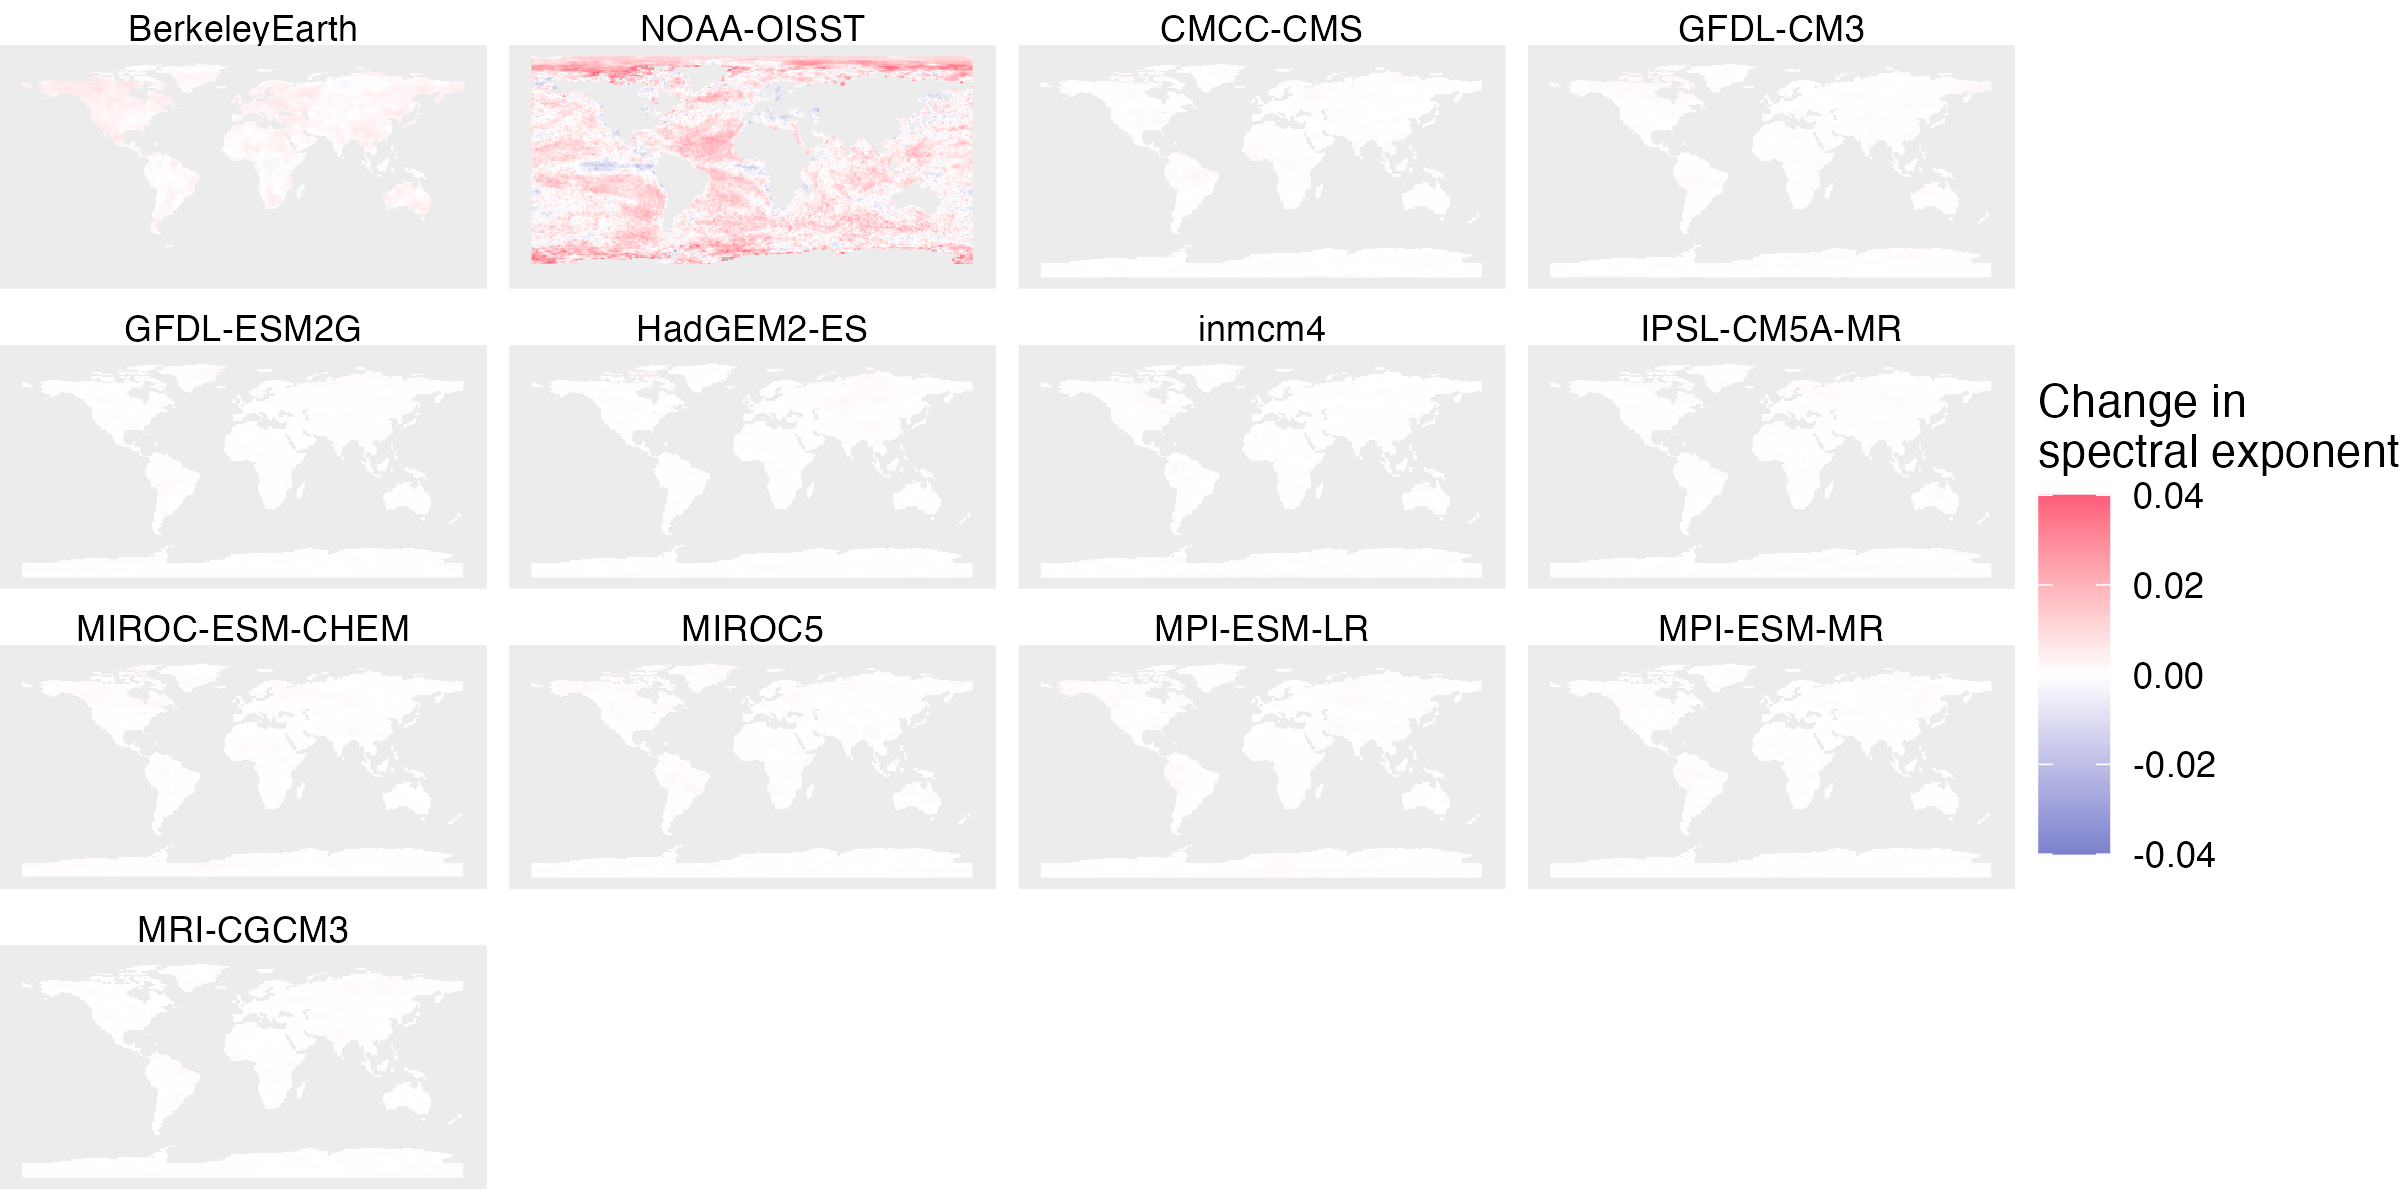 BerkeleyEarth
NOAA-OISST
CMCC-CMS
GFDL-CM3
GFDL-ESM2G
HadGEM2-ES
inmcm4
IPSL-CM5A-MR
MIROC-ESM-CHEM
MIROC5
MPI-ESM-LR
MPI-ESM-MR
MRI-CGCM3
Change in
spectral exponent
0.04
0.02
0.00
-0.02
-0.04